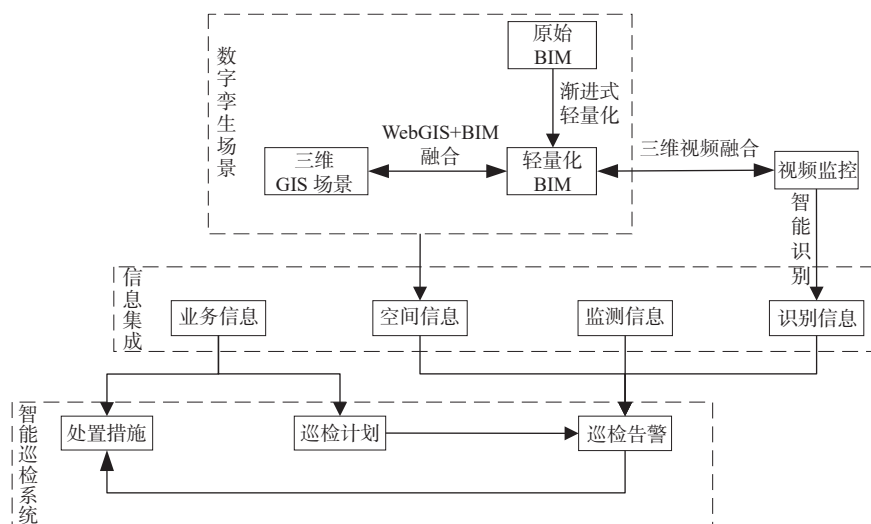 数字孪生场景
原始
BIM
渐进式
轻量化
WebGIS+BIM
融合
三维
GIS 场景
轻量化
BIM
三维视频融合
视频监控
智能识别
信息集成
业务信息
空间信息
监测信息
识别信息
智能巡检系统
处置措施
巡检计划
巡检告警